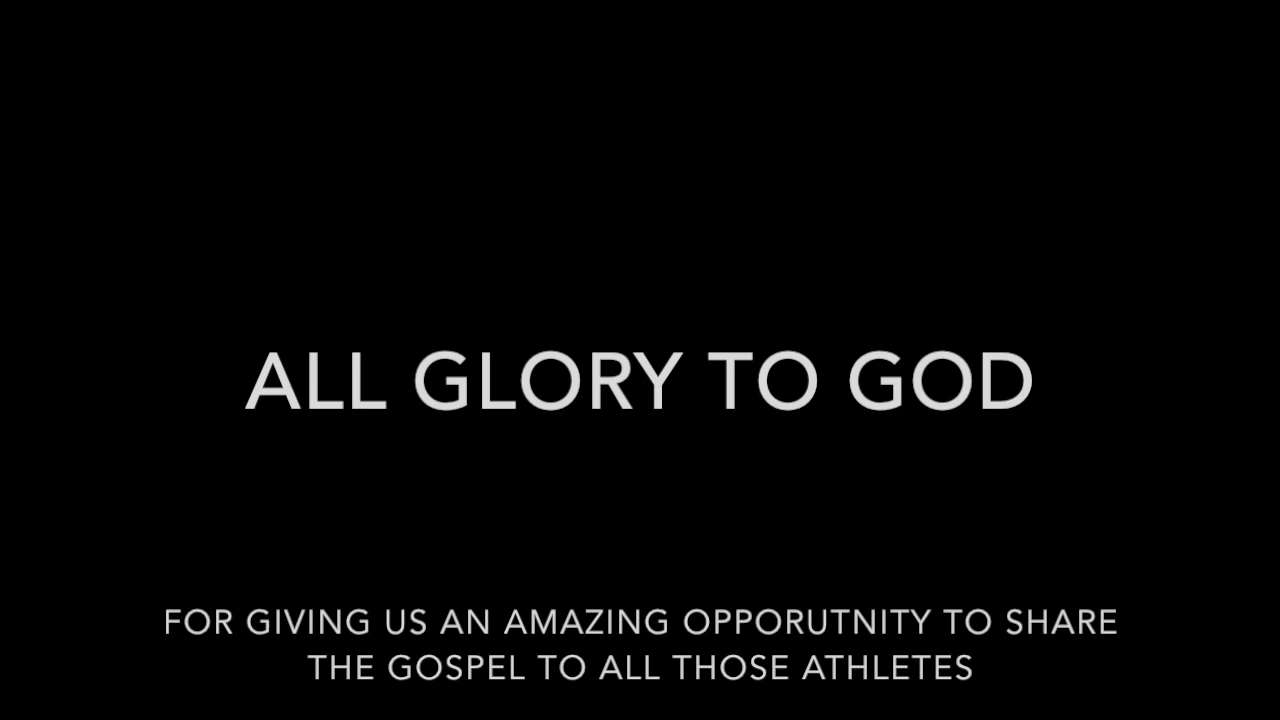 ALL GLORY TO GOD
FOR GIVING US AN AMAZING OPPORUTNITY TO SHARE
THE GOSPEL TO ALL THOSE ATHLETES